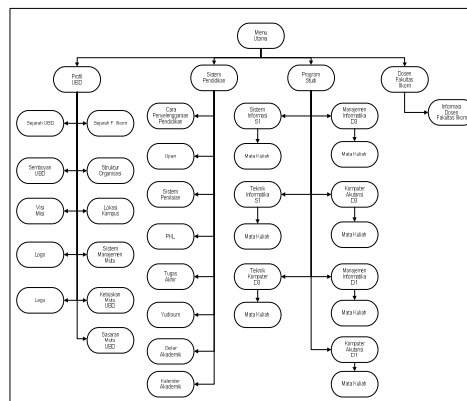 Menu
Utama
Profil
UBD
Sistem
Pendidikan
Program
Studi
Dosen
Fakultas
Ilkom
Sejarah UBD
Sejarah F. Ilkom
Semboyan
UBD
Struktur
Organisasi
Visi
Misi
Lokasi
Kampus
Logo
Sistem
Manajemen
Mutu
Kebijakan
Mutu
UBD
Sasaran
Mutu
UBD
Cara
Penyelenggaraan
Pendidikan
Ujian
Sistem
Penilaian
PHL
Tugas
Akhir
Yudisium
Gelar
Akademik
Kalender
Akademik
Sistem
Informasi
S1
Mata Kuliah
Teknik
Informatika
S1
Mata Kuliah
Teknik
Komputer
D3
Mata Kuliah
Manajemen
Informatika
D3
Mata Kuliah
Komputer
Akutansi
D3
Mata Kuliah
Manajemen
Informatika
D1
Mata Kuliah
Komputer
Akutansi
D1
Mata Kuliah
Informasi
Dosen
Fakultas Ilkom